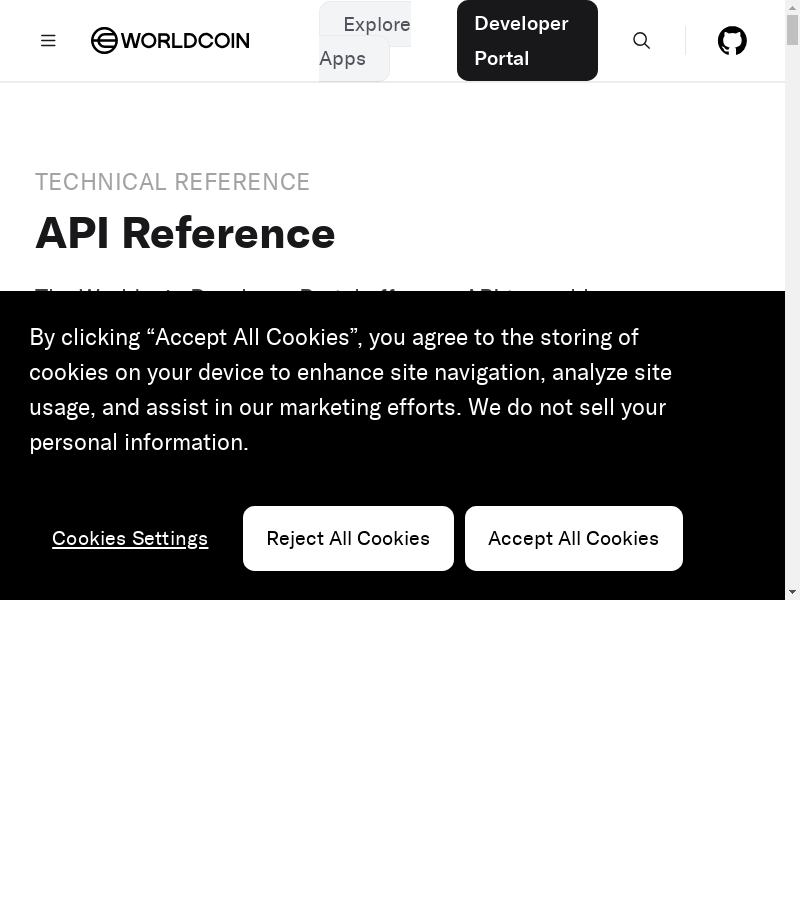 WORLDCOIN
Explore
Apps
Developer
Portal
TECHNICAL REFERENCE
API Reference
By clicking “Accept All Cookies”, you agree to the storing of
cookies on your device to enhance site navigation, analyze site
usage, and assist in our marketing efforts. We do not sell your
personal information.
Cookies Settings
Reject All Cookies
Accept All Cookies